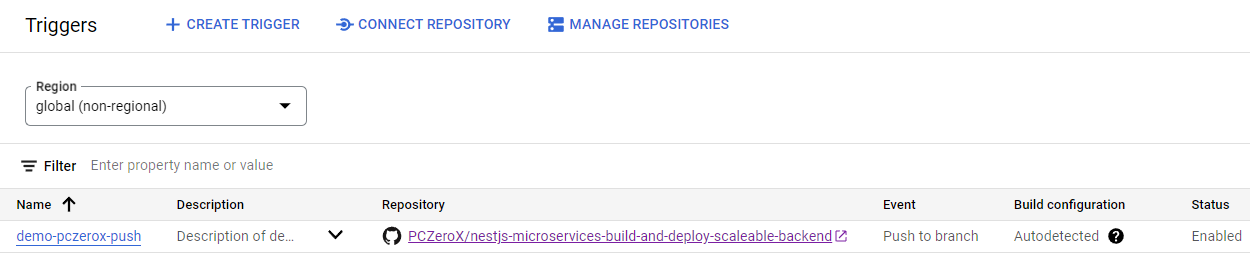 Triggers CREATE TRIGGER CONNECT REPOSITORY MANAGE REPOSITORIES
Region
global (non-regional)
Filter Enter property name or value
Name Description Repository Event Build configuration Status
demo-pczerox-push Description of de... PCZeroX/nestjs-microservices-build-and-deploy-scaleable-backend Push to branch Autodetected ? Enabled